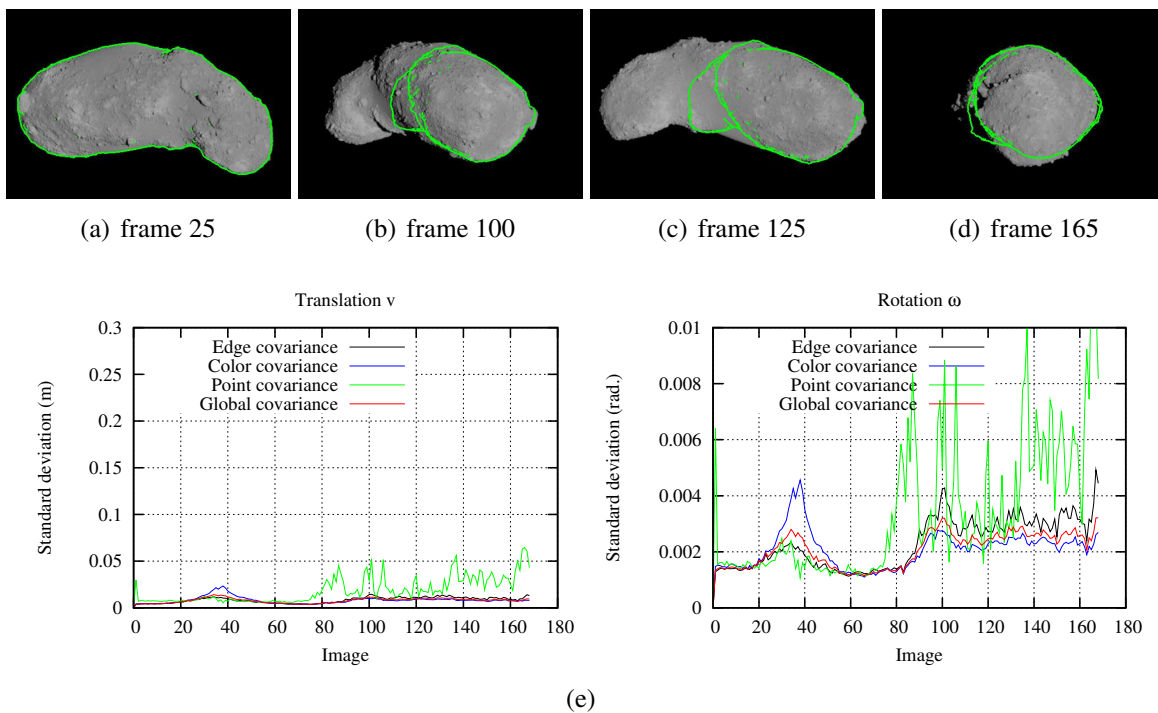 (a) frame 25
(b) frame 100
(c) frame 125
(d) frame 165
Translation v
0.3
0.25
0.2
0.15
0.1
0.05
0
Standard deviation (m)
Edge covariance
Color covariance
Point covariance
Global covariance
0 20 40 60 80 100 120 140 160 180
Image
Rotation ω
0.01
0.008
0.006
0.004
0.002
0
Standard deviation (rad.)
Edge covariance
Color covariance
Point covariance
Global covariance
0 20 40 60 80 100 120 140 160 180
Image
(e)